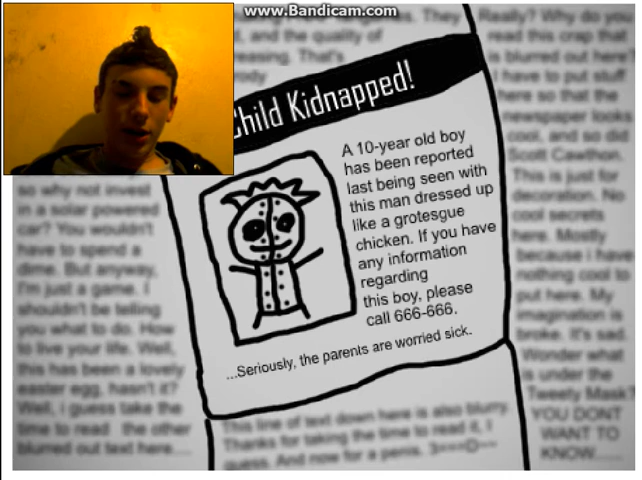 www.Bandicam.com
s. They
, and the quality of
easing. That's
Really? Why do you
read this crap that
is blurred out here?
I have to put stuff
here so that the
newspaper looks
cool, and so did
Scott Cawthon.
This is just for
decoration. No
cool secrets
here. Mostly
because i have
nothing cool to
put here. My
imagination is
broke. It's sad.
Wonder what
is under the
Tweety Mask?
YOU DONT
WANT TO
KNOW......
Child Kidnapped!
A 10-year old boy
has been reported
last being seen with
this man dressed up
like a grotesgue
chicken. If you have
any information
regarding
this boy, please
call 666-666.
...Seriously, the parents are worried sick.
so why not invest
in a solar powered
car? You wouldn't
have to spend a
dime. But anyway,
I'm just a game. I
shouldn't be telling
you what to do. How
to live your life. Well,
this has been a lovely
easter egg, hasn't it?
Well, i guess take the
time to read the other
blurred out text here....
This line of text down here is also blurry.
Thanks for taking the time to read it, I
guess. And now for a penis. 3===D~~